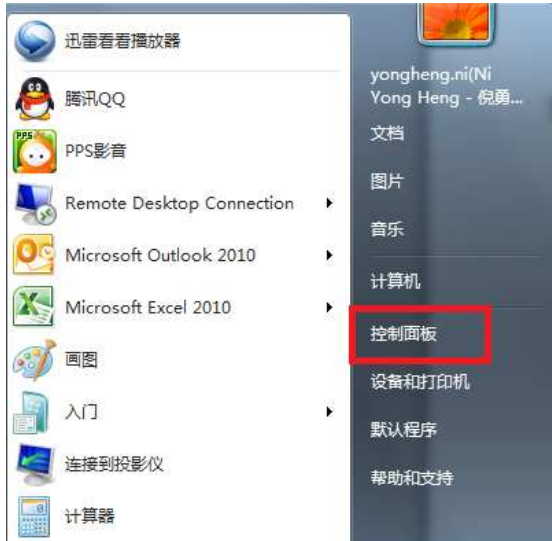 迅雷看看播放器
腾讯QQ
PPS
PPS影音
Remote Desktop Connection
Microsoft Outlook 2010
Microsoft Excel 2010
画图
入门
连接到投影仪
计算器
yongheng.ni(Ni
Yong Heng - 倪勇...
文档
图片
音乐
计算机
控制面板
设备和打印机
默认程序
帮助和支持